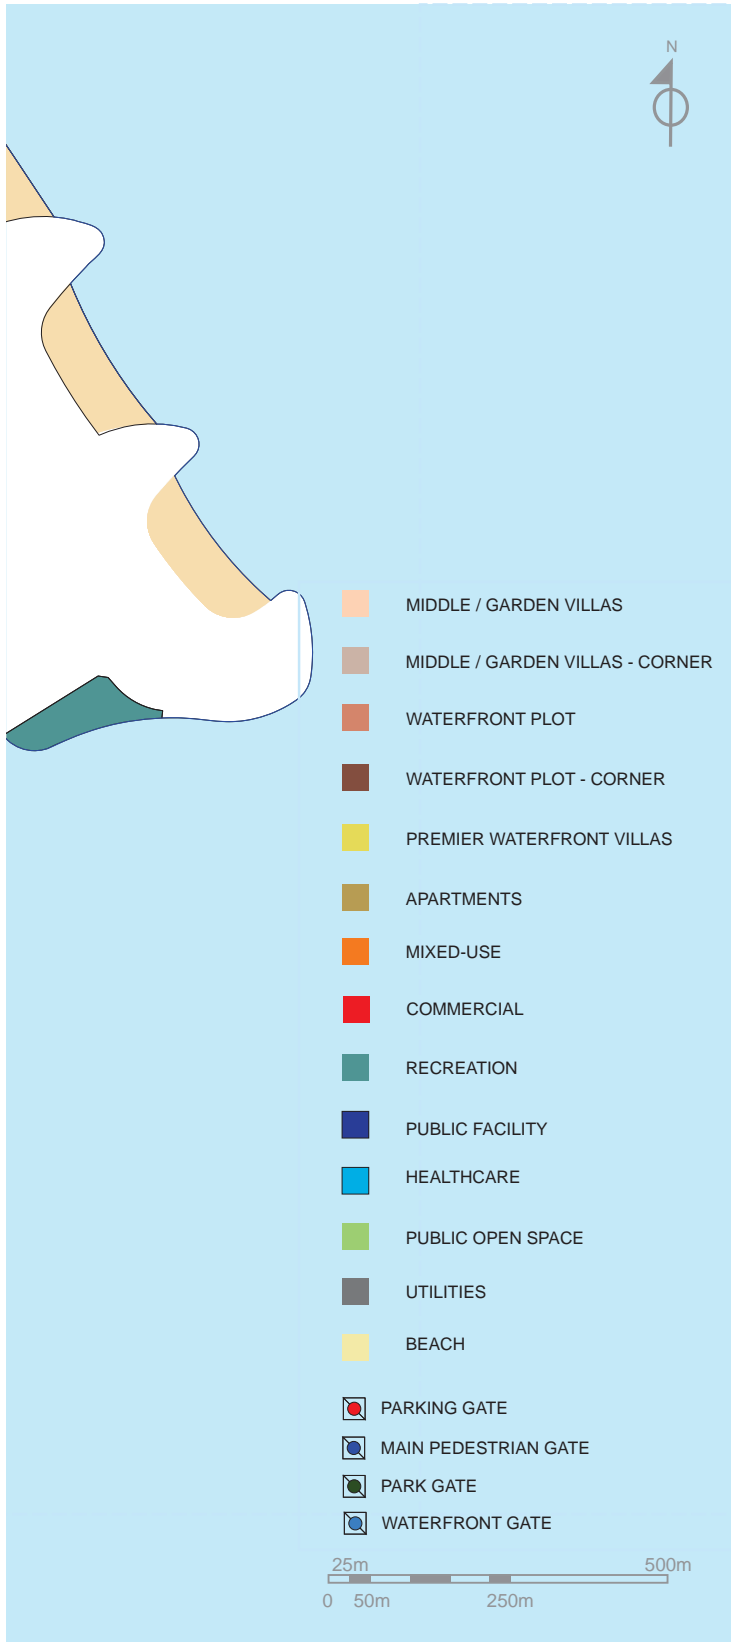 N
MIDDLE / GARDEN VILLAS
MIDDLE / GARDEN VILLAS - CORNER
WATERFRONT PLOT
WATERFRONT PLOT - CORNER
PREMIER WATERFRONT VILLAS
APARTMENTS
MIXED-USE
COMMERCIAL
RECREATION
PUBLIC FACILITY
HEALTHCARE
PUBLIC OPEN SPACE
UTILITIES
BEACH
PARKING GATE
MAIN PEDESTRIAN GATE
PARK GATE
WATERFRONT GATE
25m 500m
0 50m 250m